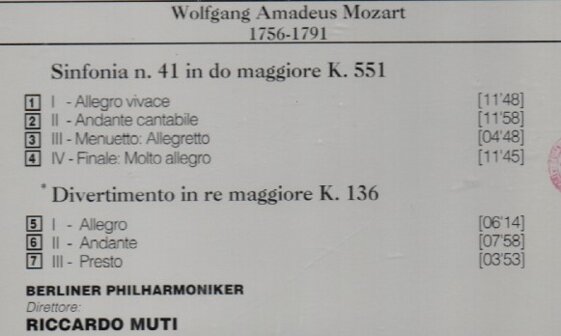 Wolfgang Amadeus Mozart
1756-1791
Sinfonia n. 41 in do maggiore K. 551
1 I - Allegro vivace [11'48]
2 II - Andante cantabile [11'58]
3 III - Menuetto: Allegretto [04'48]
4 IV - Finale: Molto allegro [11'45]
* Divertimento in re maggiore K. 136
5 I - Allegro [06'14]
6 II - Andante [07'58]
7 III - Presto [03'53]
BERLINER PHILHARMONIKER
Direttore:
RICCARDO MUTI